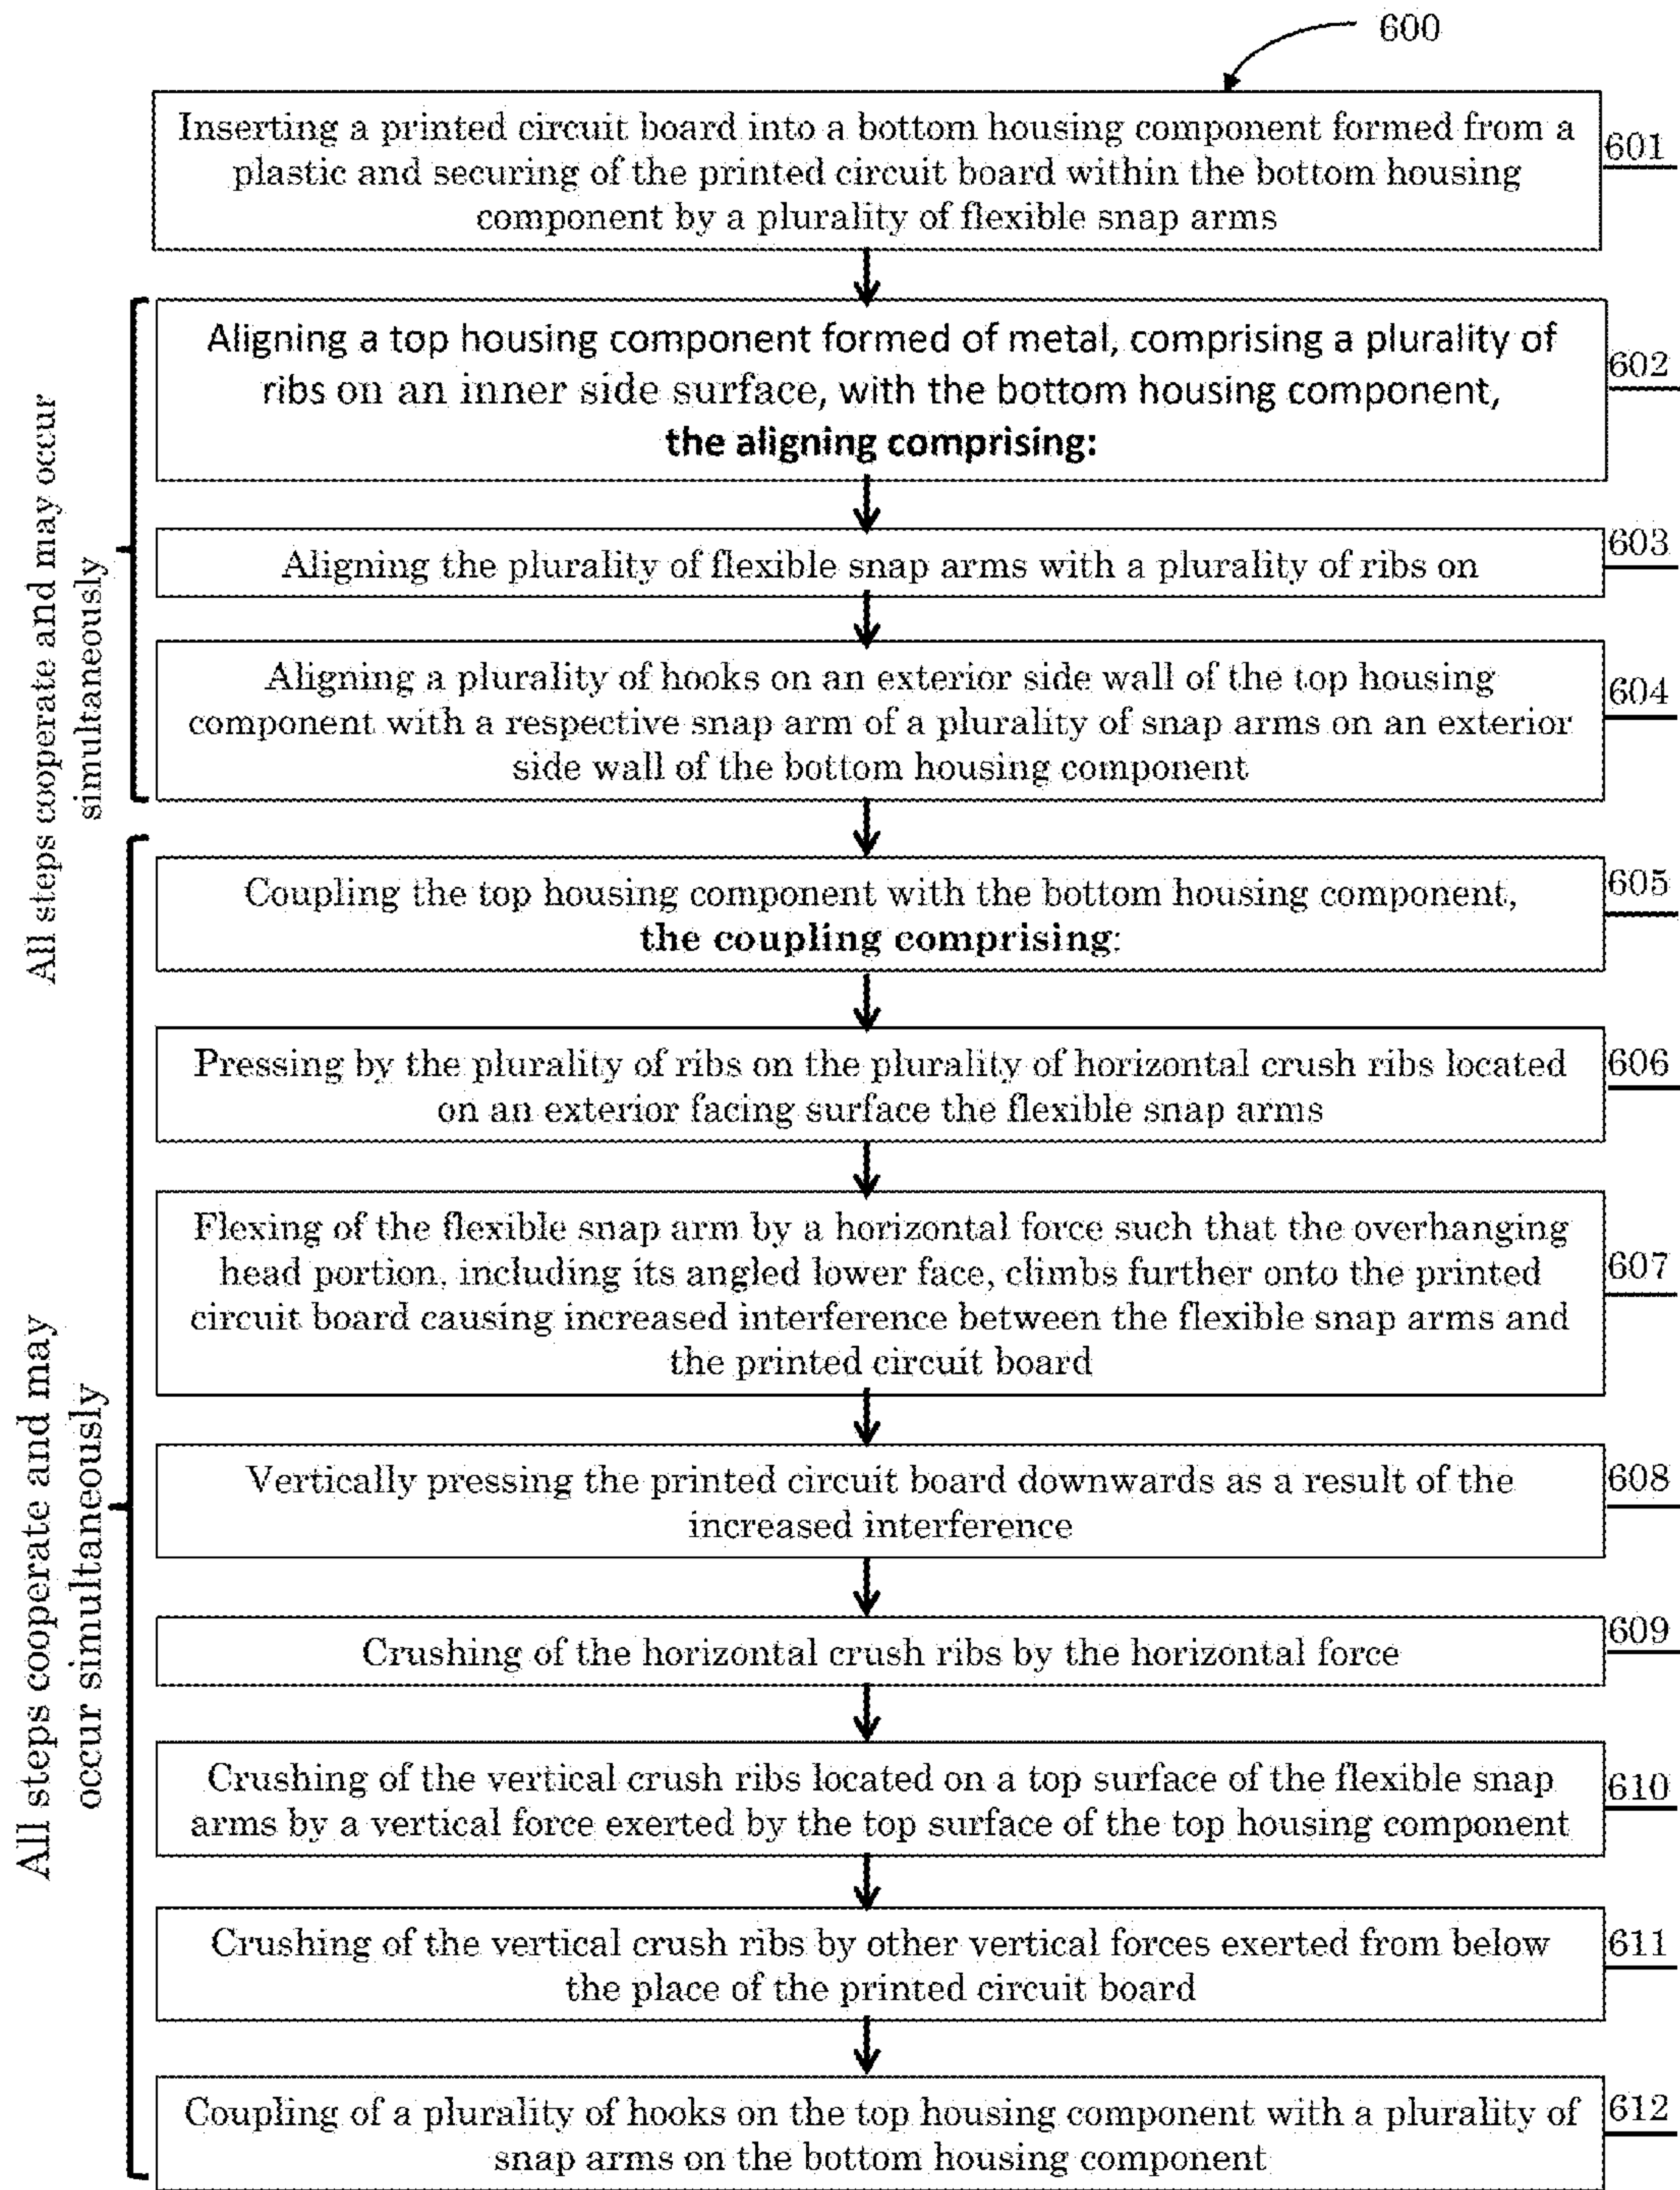 600
Inserting a printed circuit board into a bottom housing component formed from a
plastic and securing of the printed circuit board within the bottom housing
component by a plurality of flexible snap arms
601
All steps cooperate and may occur
simultaneously
Aligning a top housing component formed of metal, comprising a plurality of
ribs on an inner side surface, with the bottom housing component,
the aligning comprising:
602
Aligning the plurality of flexible snap arms with a plurality of ribs on
603
Aligning a plurality of hooks on an exterior side wall of the top housing
component with a respective snap arm of a plurality of snap arms on an exterior
side wall of the bottom housing component
604
All steps cooperate and may
occur simultaneously
Coupling the top housing component with the bottom housing component,
the coupling comprising:
605
Pressing by the plurality of ribs on the plurality of horizontal crush ribs located
on an exterior facing surface the flexible snap arms
606
Flexing of the flexible snap arm by a horizontal force such that the overhanging
head portion, including its angled lower face, climbs further onto the printed
circuit board causing increased interference between the flexible snap arms and
the printed circuit board
607
Vertically pressing the printed circuit board downwards as a result of the
increased interference
608
Crushing of the horizontal crush ribs by the horizontal force
609
Crushing of the vertical crush ribs located on a top surface of the flexible snap
arms by a vertical force exerted by the top surface of the top housing component
610
Crushing of the vertical crush ribs by other vertical forces exerted from below
the place of the printed circuit board
611
Coupling of a plurality of hooks on the top housing component with a plurality of
snap arms on the bottom housing component
612